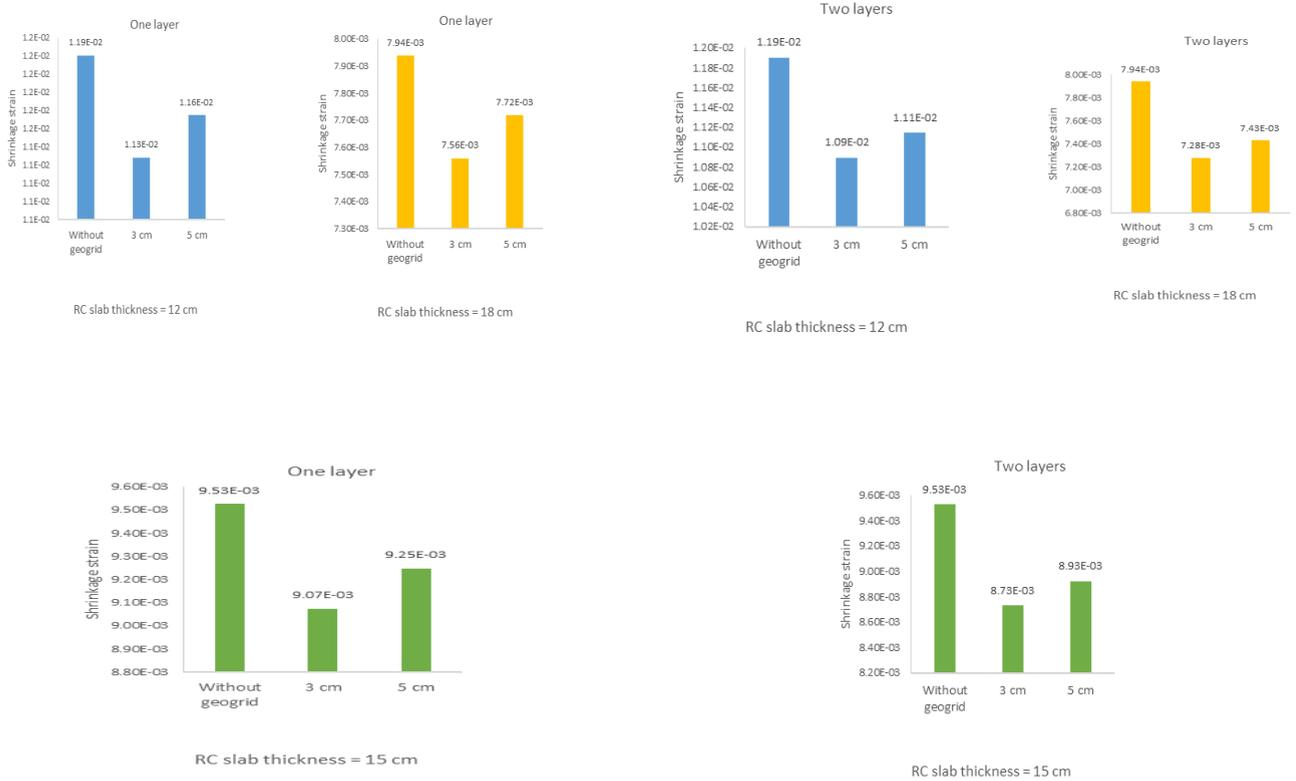 One layer
1.2E-02
1.2E-02
1.2E-02
1.2E-02
1.2E-02
1.2E-02
1.1E-02
1.1E-02
1.1E-02
1.1E-02
1.1E-02
Shrinkage strain
1.19E-02
1.13E-02
1.16E-02
Without
geogrid
3 cm
5 cm
RC slab thickness = 12 cm
One layer
8.00E-03
7.90E-03
7.80E-03
7.70E-03
7.60E-03
7.50E-03
7.40E-03
7.30E-03
Shrinkage strain
7.94E-03
7.56E-03
7.72E-03
Without
geogrid
3 cm
5 cm
RC slab thickness = 18 cm
Two layers
1.20E-02
1.18E-02
1.16E-02
1.14E-02
1.12E-02
1.10E-02
1.08E-02
1.06E-02
1.04E-02
1.02E-02
Shrinkage strain
1.19E-02
1.09E-02
1.11E-02
Without
geogrid
3 cm
5 cm
RC slab thickness = 12 cm
Two layers
8.00E-03
7.80E-03
7.60E-03
7.40E-03
7.20E-03
7.00E-03
6.80E-03
Shrinkage strain
7.94E-03
7.28E-03
7.43E-03
Without
geogrid
3 cm
5 cm
RC slab thickness = 18 cm
One layer
9.60E-03
9.50E-03
9.40E-03
9.30E-03
9.20E-03
9.10E-03
9.00E-03
8.90E-03
8.80E-03
Shrinkage strain
9.53E-03
9.07E-03
9.25E-03
Without
geogrid
3 cm
5 cm
RC slab thickness = 15 cm
Two layers
9.60E-03
9.40E-03
9.20E-03
9.00E-03
8.80E-03
8.60E-03
8.40E-03
8.20E-03
Shrinkage strain
9.53E-03
8.73E-03
8.93E-03
Without
geogrid
3 cm
5 cm
RC slab thickness = 15 cm